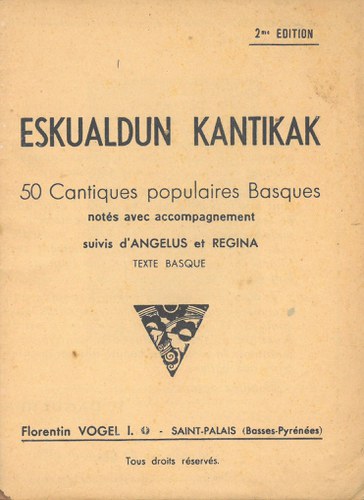 2me EDITION
ESKUALDUN KANTIKAK
50 Cantiques populaires Basques
notés avec accompagnement
suivis d'ANGELUS et REGINA
TEXTE BASQUE
Florentin VOGEL I. - SAINT-PALAIS (Basses-Pyrénées)
Tous droits réservés.